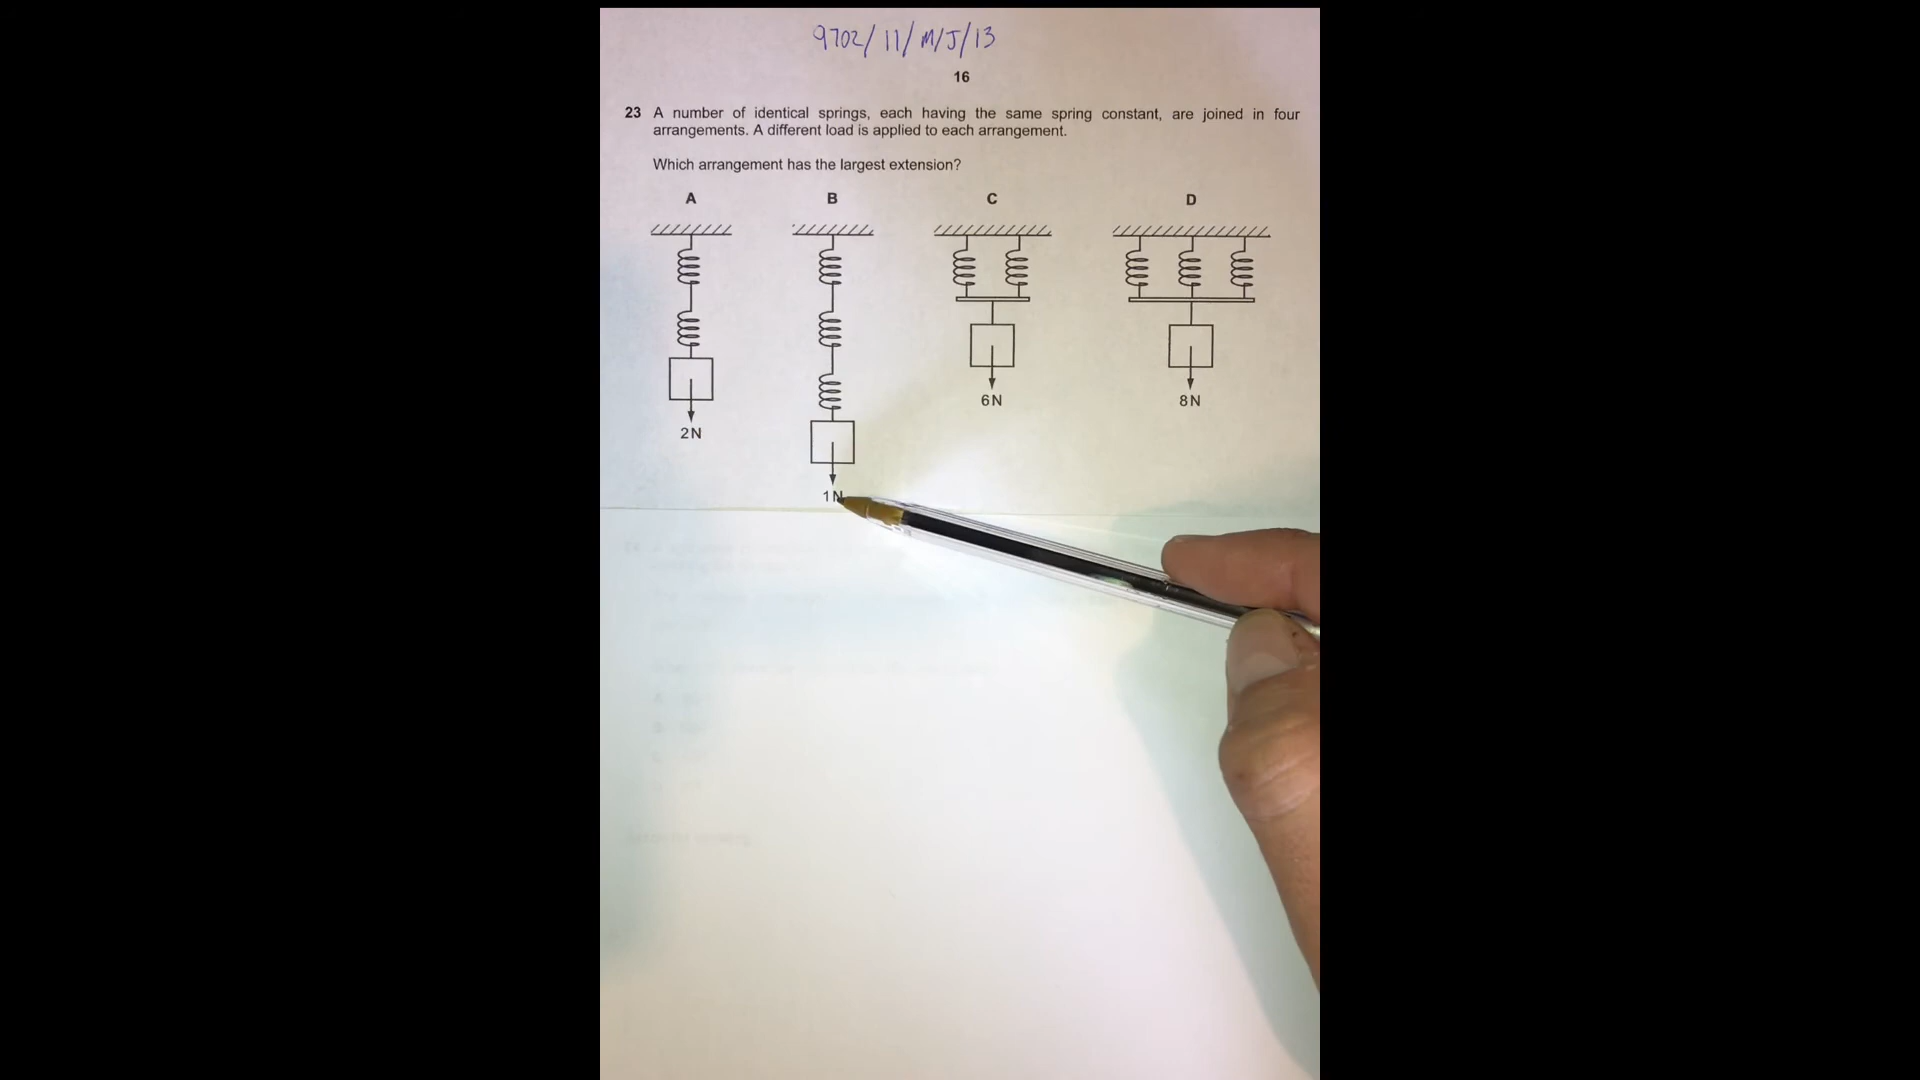 9702/11/M/J/13
16
23 A number of identical springs, each having the same spring constant, are joined in four
arrangements. A different load is applied to each arrangement.
Which arrangement has the largest extension?
A B C D
6N 8N
2N
1N